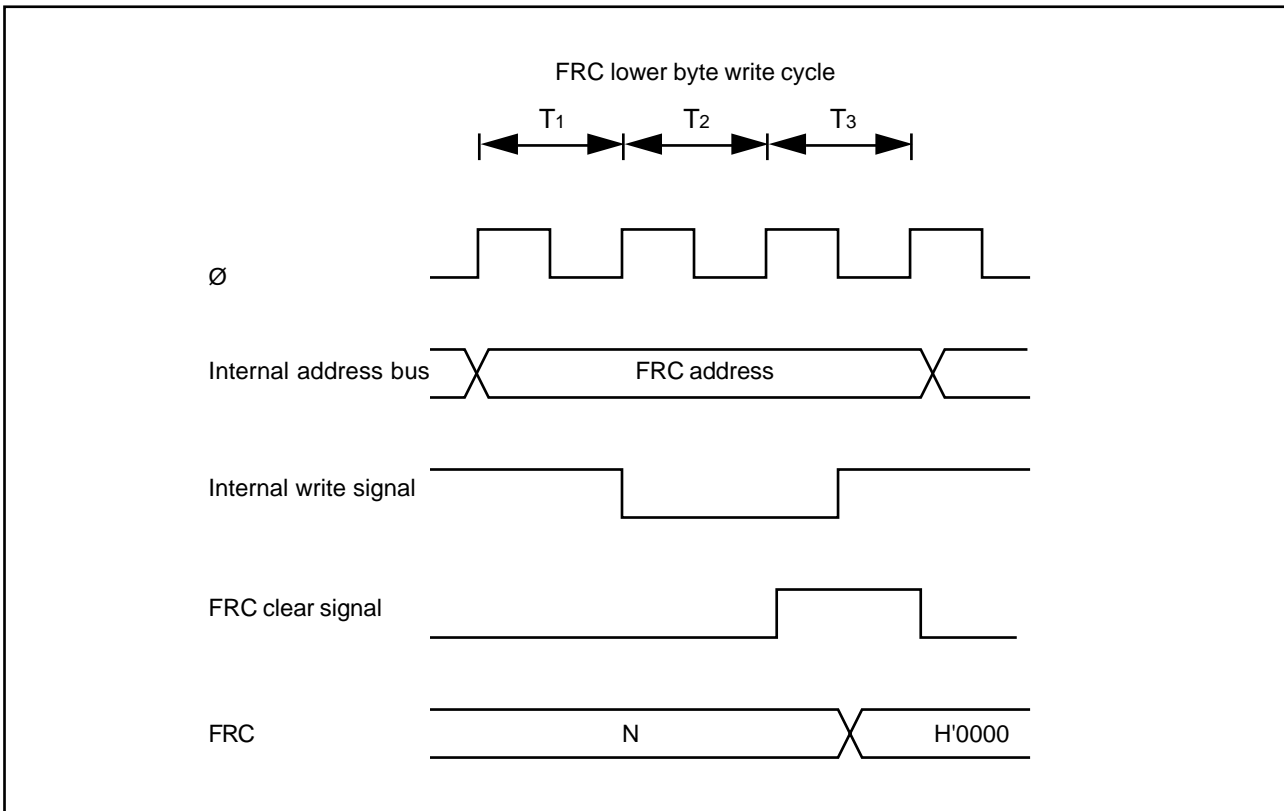 FRC lower byte write cycle
T1 T2 T3
Ø
Internal address bus FRC address
Internal write signal
FRC clear signal
FRC N H'0000